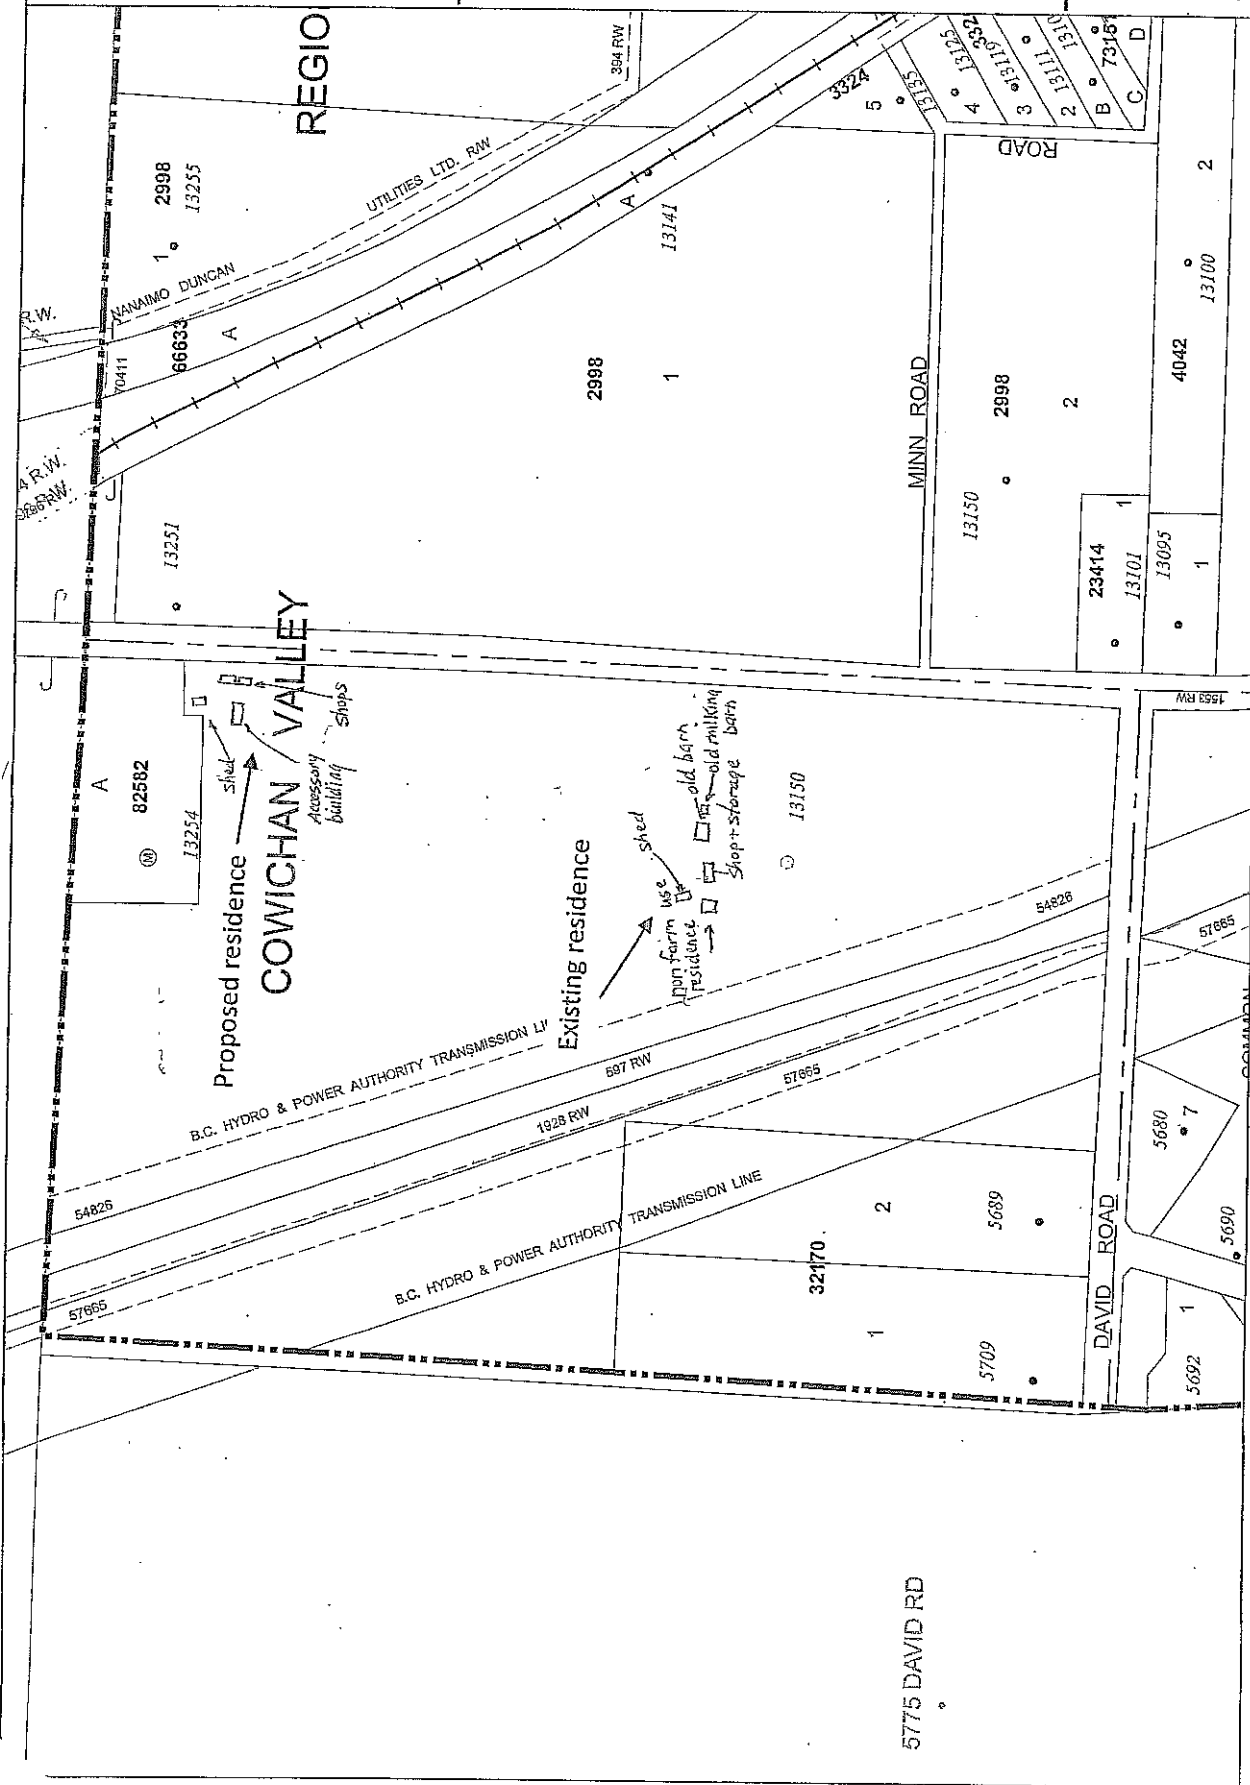 REGIO
394 RW
2998
13255
1
UTILITIES LTD. R/W
NANAIMO DUNCAN
R.W.
66633
A
70411
4 R.W.
13251
3324
5
13135
4
13125
3
13119
2
13111
B
C
D
ROAD
A
13141
2998
1
MINN ROAD
2998
2
13150
23414
13101
1
13095
1
4042
13100
2
1553 RW
A
82582
13254
shed
Proposed residence
COWICHAN VALLEY
Accessory
building
shops
Existing residence
non farm use
residence
shed
old barn
old milking
barn
Shop + storage
13150
B.C. HYDRO & POWER AUTHORITY TRANSMISSION LI
597 RW
1928 RW
54826
54826
57665
57665
57665
B.C. HYDRO & POWER AUTHORITY TRANSMISSION LINE
32170
2
5689
1
5709
DAVID ROAD
5680
7
5690
1
5692
5775 DAVID RD